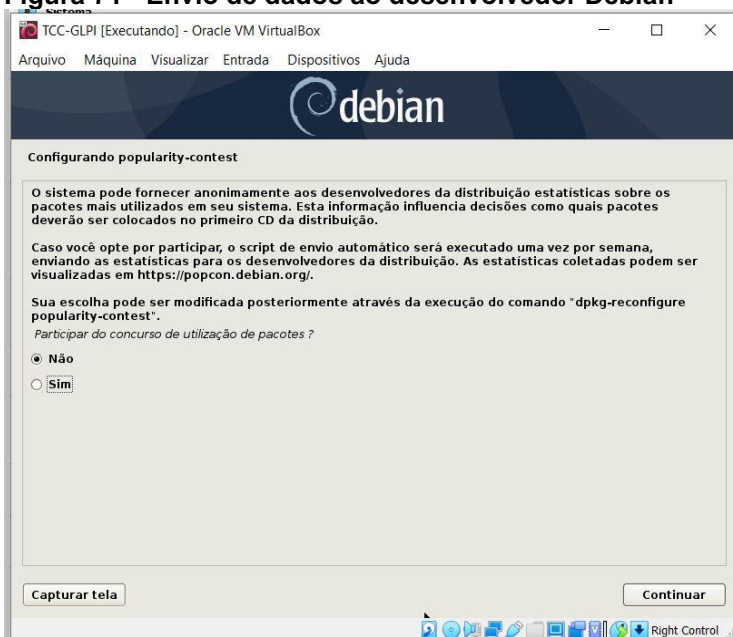 Figura 71 - Envio de dados ao desenvolvedor Debian
Sistema
TCC-GLPI [Executando] - Oracle VM VirtualBox
Arquivo Máquina Visualizar Entrada Dispositivos Ajuda
debian
Configurando popularity-contest
O sistema pode fornecer anonimamente aos desenvolvedores da distribuição estatísticas sobre os
pacotes mais utilizados em seu sistema. Esta informação influencia decisões como quais pacotes
deverão ser colocados no primeiro CD da distribuição.
Caso você opte por participar, o script de envio automático será executado uma vez por semana,
enviando as estatísticas para os desenvolvedores da distribuição. As estatísticas coletadas podem ser
visualizadas em https://popcon.debian.org/.
Sua escolha pode ser modificada posteriormente através da execução do comando "dpkg-reconfigure
popularity-contest".
Participar do concurso de utilização de pacotes ?
Não
Sim
Capturar tela
Continuar
Right Control